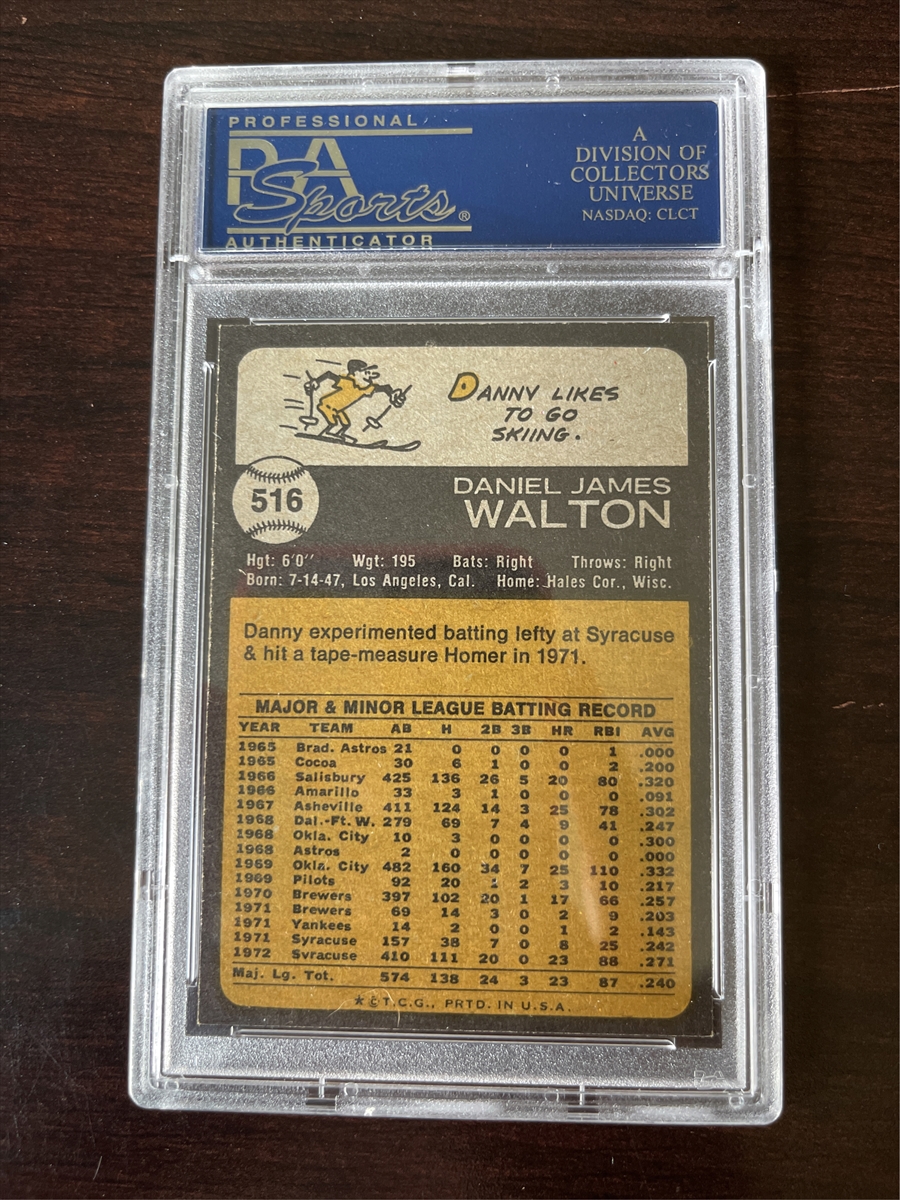 PROFESSIONAL
PSA
Sports®
AUTHENTICATOR
A
DIVISION OF
COLLECTORS
UNIVERSE
NASDAQ: CLCT
DANNY LIKES
TO GO
SKIING.
516
DANIEL JAMES
WALTON
Hgt: 6'0'' Wgt: 195 Bats: Right Throws: Right
Born: 7-14-47, Los Angeles, Cal. Home: Hales Cor., Wisc.
Danny experimented batting lefty at Syracuse
& hit a tape-measure Homer in 1971.
MAJOR & MINOR LEAGUE BATTING RECORD
YEAR TEAM AB H 2B 3B HR RBI AVG
1965 Brad. Astros 21 0 0 0 0 1 .000
1965 Cocoa 30 6 1 0 0 2 .200
1966 Salisbury 425 136 26 5 20 80 .320
1966 Amarillo 33 3 1 0 0 0 .091
1967 Asheville 411 124 14 3 25 78 .302
1968 Dal.-Ft. W. 279 69 7 4 9 41 .247
1968 Okla. City 10 3 0 0 0 0 .300
1968 Astros 2 0 0 0 0 0 .000
1969 Okla. City 482 160 34 7 25 110 .332
1969 Pilots 92 20 1 2 3 10 .217
1970 Brewers 397 102 20 1 17 66 .257
1971 Brewers 69 14 3 0 2 9 .203
1971 Yankees 14 2 0 0 1 2 .143
1971 Syracuse 157 38 7 0 8 25 .242
1972 Syracuse 410 111 20 0 23 88 .271
Maj. Lg. Tot. 574 138 24 3 23 87 .240
★ © T.C.G., PRTD. IN U.S.A.